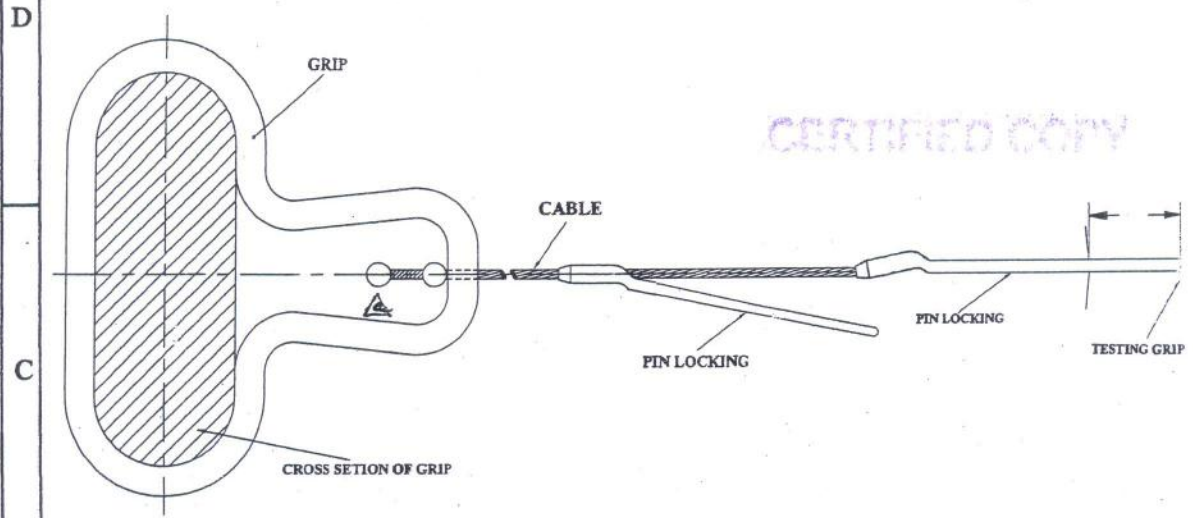 D
GRIP
CERTIFIED COPY
CABLE
PIN LOCKING
TESTING GRIP
PIN LOCKING
C
CROSS SETION OF GRIP